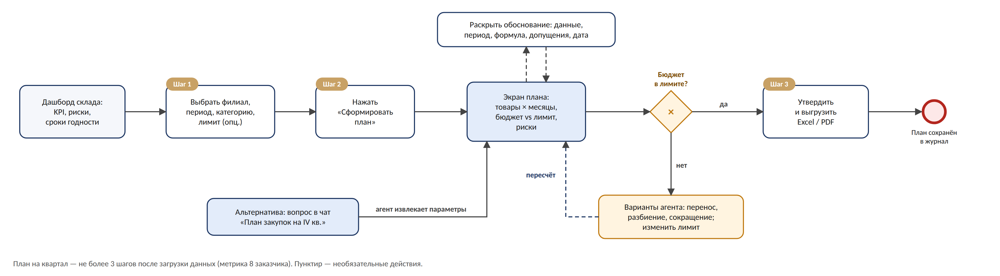 Раскрыть обоснование: данные,
период, формула, допущения, дата
Дашборд склада:
KPI, риски,
сроки годности
Шаг 1
Выбрать филиал,
период, категорию,
лимит (опц.)
Шаг 2
Нажать
«Сформировать
план»
Экран плана:
товары × месяцы,
бюджет vs лимит,
риски
Бюджет
в лимите?
×
да
Шаг 3
Утвердить
и выгрузить
Excel / PDF
План сохранён
в журнал
нет
пересчёт
Альтернатива: вопрос в чат
«План закупок на IV кв.»
агент извлекает параметры
Варианты агента: перенос,
разбиение, сокращение;
изменить лимит
План на квартал — не более 3 шагов после загрузки данных (метрика 8 заказчика). Пунктир — необязательные действия.